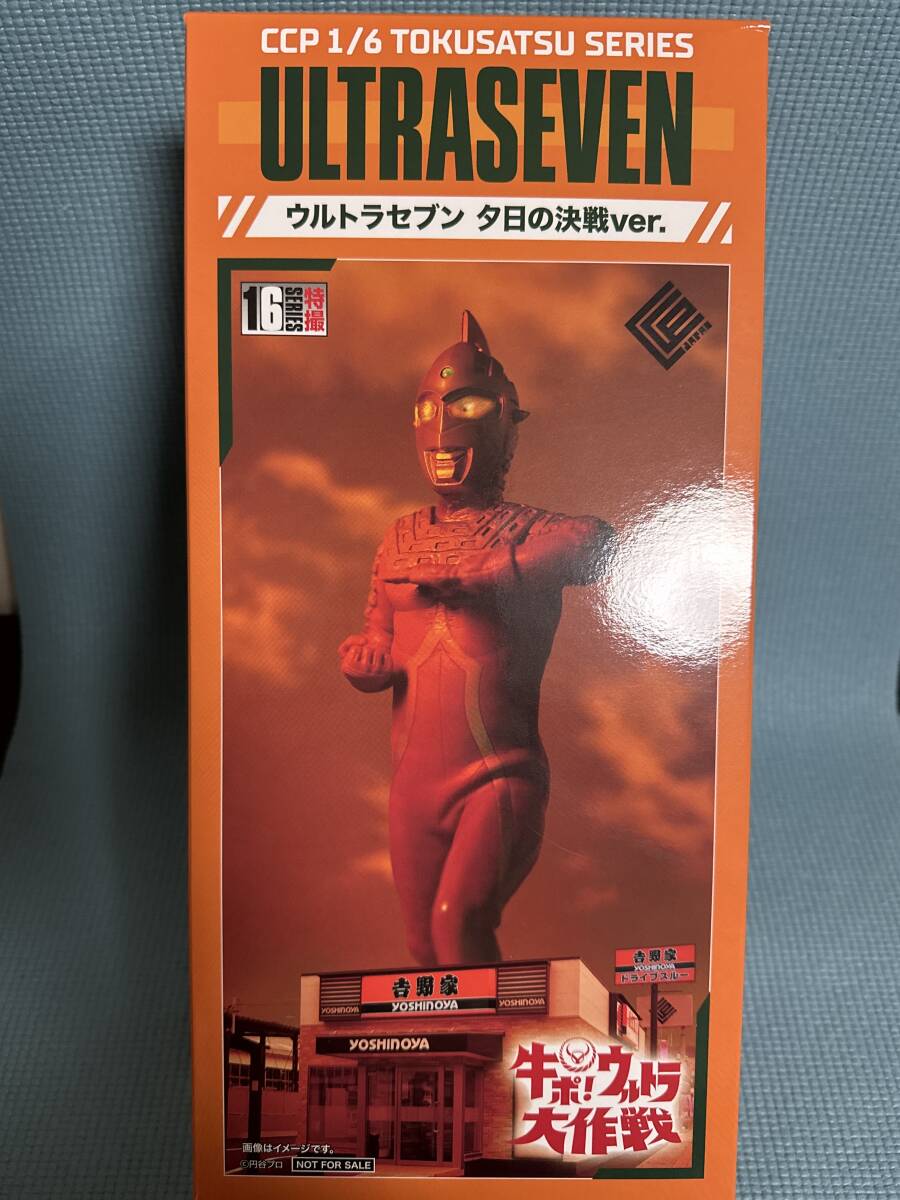 CCP 1/6 TOKUSATSU SERIES
ULTRASEVEN
ウルトラセブン 夕日の決戦ver.
16 SERIES 特撮
吉野家
YOSHINOYA
YOSHINOYA
YOSHINOYA
YOSHINOYA
吉野家
YOSHINOYA
ドライブスルー
牛ポ!ウルトラ
大作戦
画像はイメージです。
©円谷プロ NOT FOR SALE